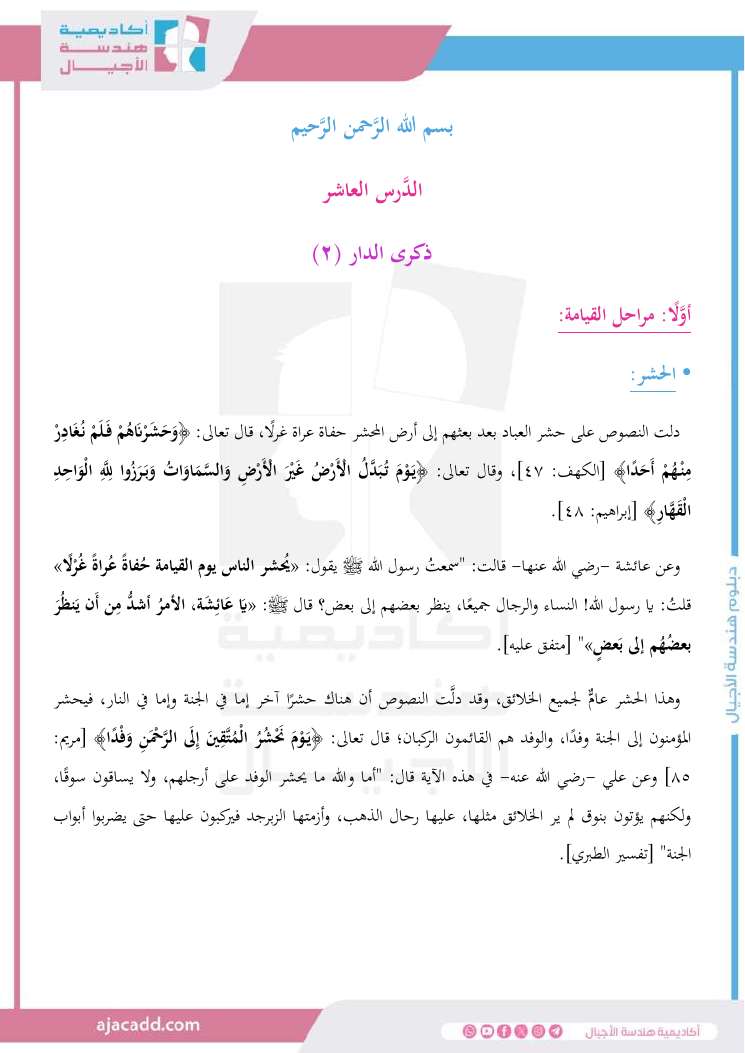 أكاديمية
هندسة
الأجيال
بسم الله الرَّحمن الرَّحيم
الدَّرس العاشر
ذكرى الدار (٢)
أوَّلًا: مراحل القيامة:
• الحشر:
دلت النصوص على حشر العباد بعد بعثهم إلى أرض المحشر حفاة عراة غرلًا، قال تعالى: ﴿وَحَشَرْنَاهُمْ فَلَمْ نُغَادِرْ
مِنْهُمْ أَحَدًا﴾ [الكهف: ٤٧]، وقال تعالى: ﴿يَوْمَ تُبَدَّلُ الْأَرْضُ غَيْرَ الْأَرْضِ وَالسَّمَاوَاتُ وَبَرَزُوا لِلَّهِ الْوَاحِدِ
الْقَهَّارِ﴾ [إبراهيم: ٤٨].
وعن عائشة -رضي الله عنها- قالت: "سمعتُ رسول الله ﷺ يقول: «يُحشر الناس يوم القيامة حُفاةً عُراةً غُرْلًا»
قلتُ: يا رسول الله! النساء والرجال جميعًا، ينظر بعضهم إلى بعض؟ قال ﷺ: «يَا عَائِشَة، الأمرُ أشدُّ مِن أَن يَنظُرَ
بعضُهُم إلى بَعضٍ»" [متفق عليه].
وهذا الحشر عامٌّ لجميع الخلائق، وقد دلَّت النصوص أن هناك حشرًا آخر إما في الجنة وإما في النار، فيحشر
المؤمنون إلى الجنة وفدًا، والوفد هم القائمون الركبان؛ قال تعالى: ﴿يَوْمَ نَحْشُرُ الْمُتَّقِينَ إِلَى الرَّحْمَنِ وَفْدًا﴾ [مريم:
٨٥] وعن علي -رضي الله عنه- في هذه الآية قال: "أما والله ما يحشر الوفد على أرجلهم، ولا يساقون سوقًا،
ولكنهم يؤتون بنوق لم ير الخلائق مثلها، عليها رحال الذهب، وأزمتها الزبرجد فيركبون عليها حتى يضربوا أبواب
الجنة" [تفسير الطبري].
أكاديمية
هندسة
الأجيال
دبلوم هندسة الأجيال
ajacadd.com
أكاديمية هندسة الأجيال